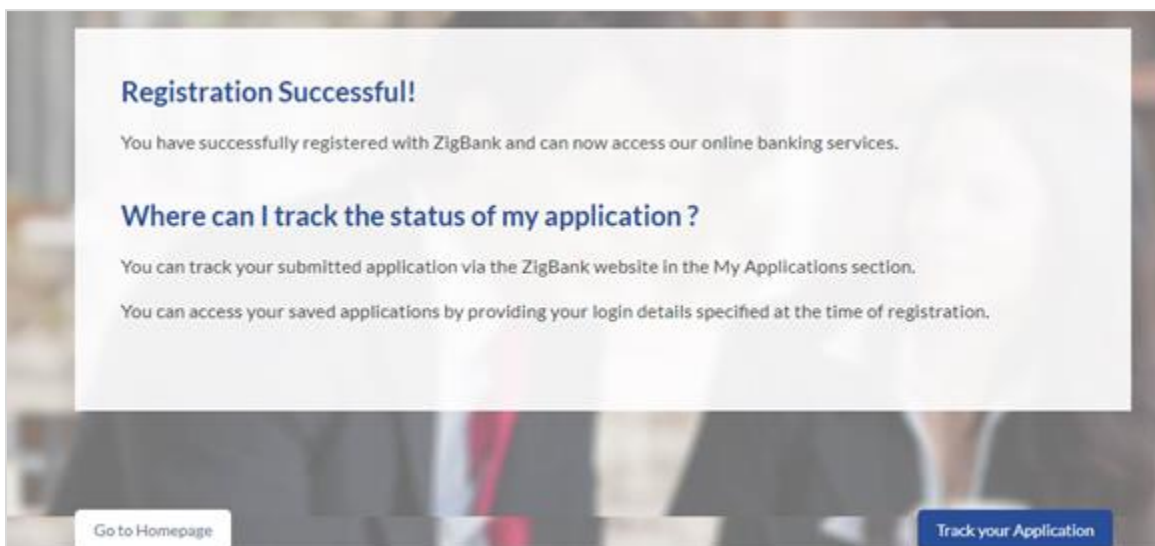 Registration Successful!
You have successfully registered with ZigBank and can now access our online banking services.
Where can I track the status of my application ?
You can track your submitted application via the ZigBank website in the My Applications section.
You can access your saved applications by providing your login details specified at the time of registration.
Go to Homepage
Track your Application